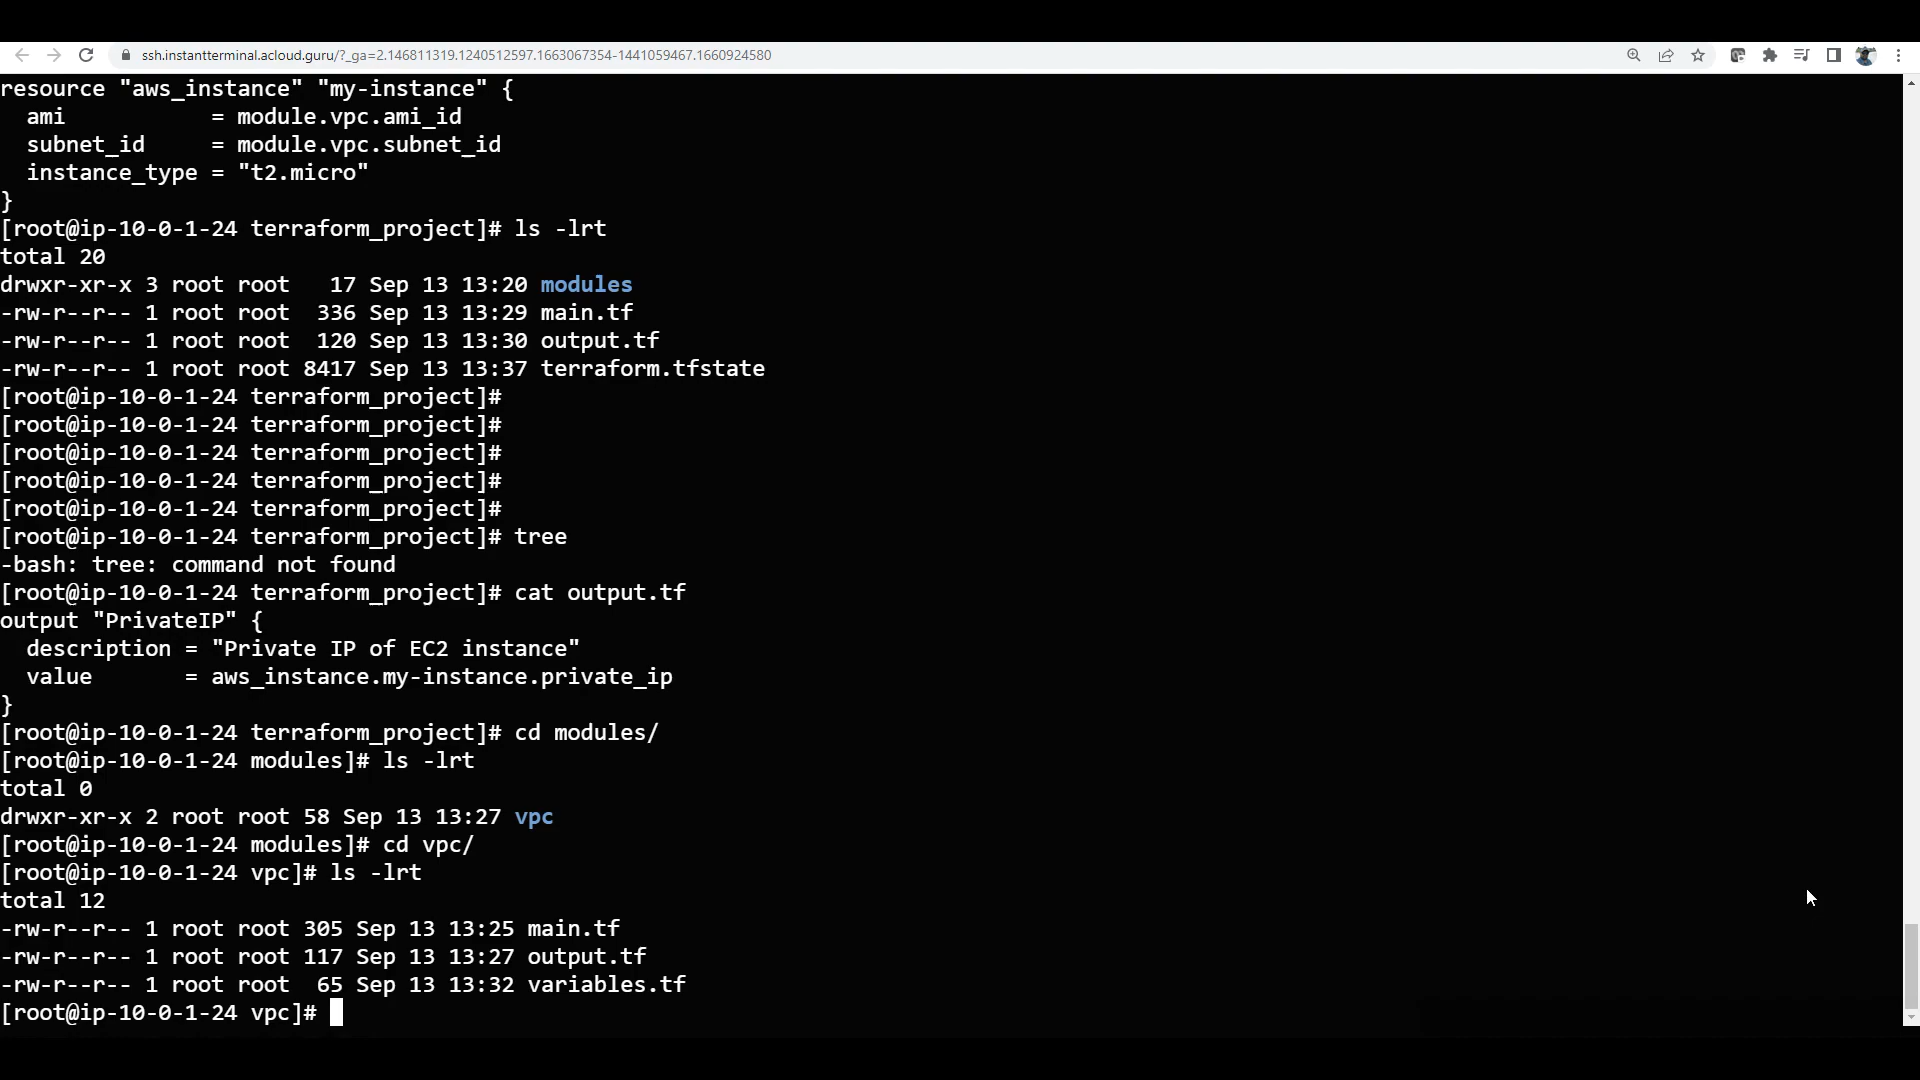 ssh.instantterminal.acloud.guru/?_ga=2.146811319.1240512597.1663067354-1441059467.1660924580
resource "aws_instance" "my-instance" {
  ami           = module.vpc.ami_id
  subnet_id     = module.vpc.subnet_id
  instance_type = "t2.micro"
}
[root@ip-10-0-1-24 terraform_project]# ls -lrt
total 20
drwxr-xr-x 3 root root   17 Sep 13 13:20 modules
-rw-r--r-- 1 root root  336 Sep 13 13:29 main.tf
-rw-r--r-- 1 root root  120 Sep 13 13:30 output.tf
-rw-r--r-- 1 root root 8417 Sep 13 13:37 terraform.tfstate
[root@ip-10-0-1-24 terraform_project]#
[root@ip-10-0-1-24 terraform_project]#
[root@ip-10-0-1-24 terraform_project]#
[root@ip-10-0-1-24 terraform_project]#
[root@ip-10-0-1-24 terraform_project]#
[root@ip-10-0-1-24 terraform_project]# tree
-bash: tree: command not found
[root@ip-10-0-1-24 terraform_project]# cat output.tf
output "PrivateIP" {
  description = "Private IP of EC2 instance"
  value       = aws_instance.my-instance.private_ip
}
[root@ip-10-0-1-24 terraform_project]# cd modules/
[root@ip-10-0-1-24 modules]# ls -lrt
total 0
drwxr-xr-x 2 root root 58 Sep 13 13:27 vpc
[root@ip-10-0-1-24 modules]# cd vpc/
[root@ip-10-0-1-24 vpc]# ls -lrt
total 12
-rw-r--r-- 1 root root 305 Sep 13 13:25 main.tf
-rw-r--r-- 1 root root 117 Sep 13 13:27 output.tf
-rw-r--r-- 1 root root  65 Sep 13 13:32 variables.tf
[root@ip-10-0-1-24 vpc]#